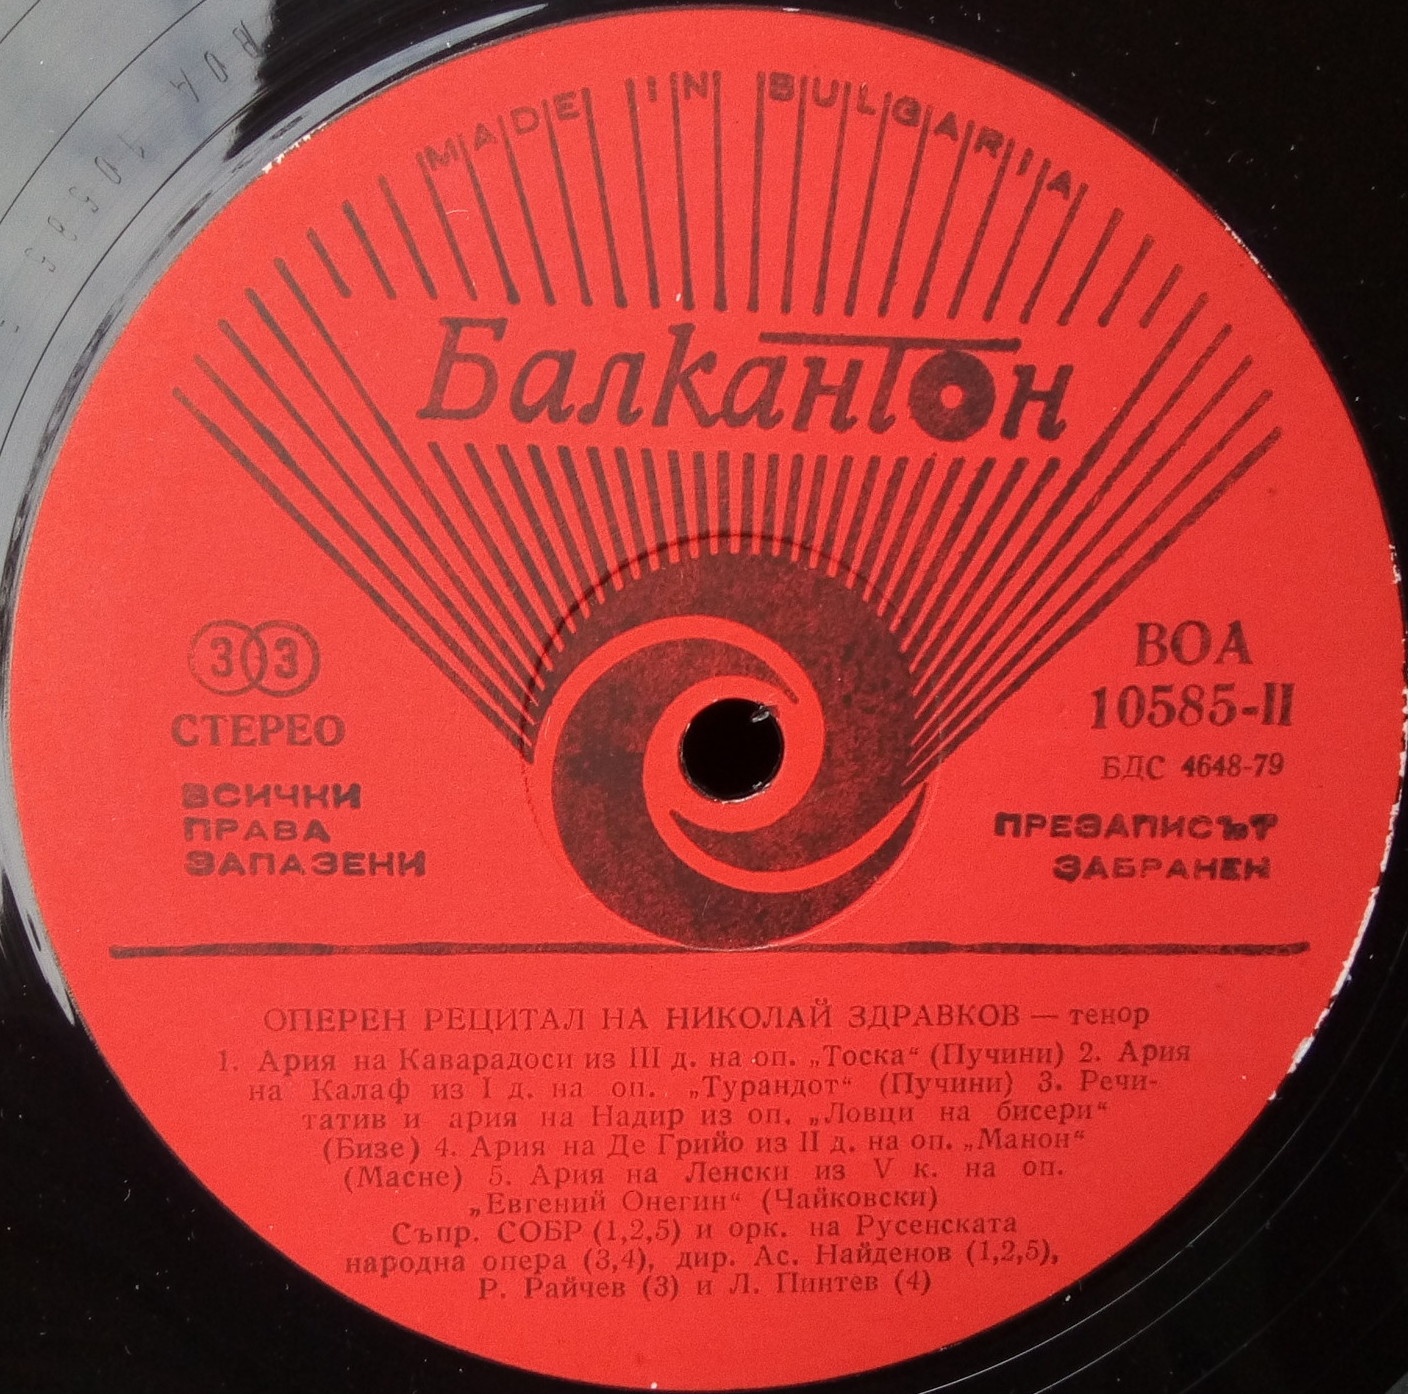 MADE IN BULGARIA
Балкантон
33
СТЕРЕО
ВСИЧКИ
ПРАВА
ЗАПАЗЕНИ
ВОА
10585-II
БДС 4648-79
ПРЕЗАПИСЪТ
ЗАБРАНЕН
ОПЕРЕН РЕЦИТАЛ НА НИКОЛАЙ ЗДРАВКОВ — тенор
1. Ария на Каварадоси из III д. на оп. „Тоска“ (Пучини) 2. Ария
на Калаф из I д. на оп. „Турандот“ (Пучини) 3. Речи-
татив и ария на Надир из оп. „Ловци на бисери“
(Бизе) 4. Ария на Де Грийо из II д. на оп. „Манон“
(Масне) 5. Ария на Ленски из V к. на оп.
„Евгений Онегин“ (Чайковски)
Съпр. СОБР (1,2,5) и орк. на Русенската
народна опера (3,4), дир. Ас. Найденов (1,2,5),
Р. Райчев (3) и Л. Пинтев (4)